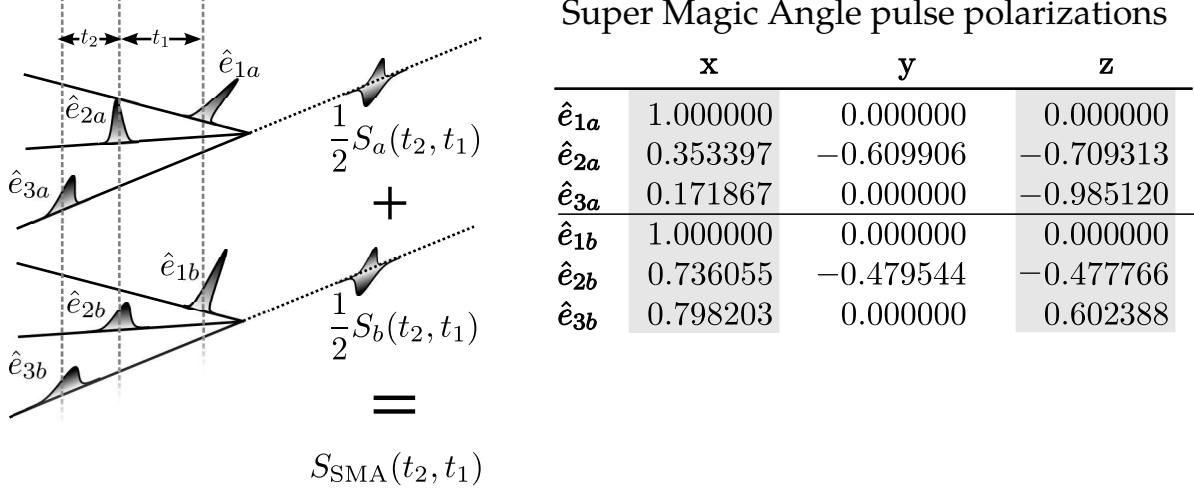 t₂ t₁
ê₁ₐ
ê₂ₐ
ê₃ₐ
1/2 Sₐ(t₂, t₁)
+
ê₁b
ê₂b
ê₃b
1/2 S_b(t₂, t₁)
=
S_SMA(t₂, t₁)
Super Magic Angle pulse polarizations
x y z
ê₁ₐ 1.000000 0.000000 0.000000
ê₂ₐ 0.353397 −0.609906 −0.709313
ê₃ₐ 0.171867 0.000000 −0.985120
ê₁b 1.000000 0.000000 0.000000
ê₂b 0.736055 −0.479544 −0.477766
ê₃b 0.798203 0.000000 0.602388